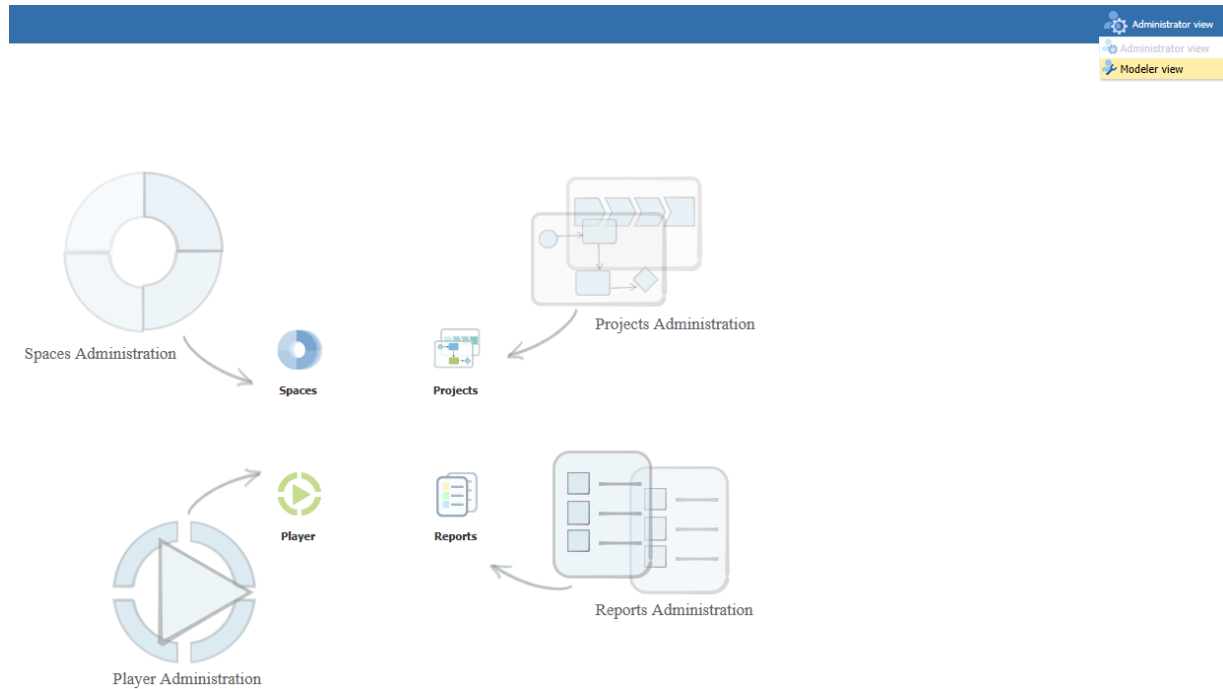 Administrator view
Administrator view
Modeler view
Projects Administration
Spaces Administration
Spaces
Projects
Player
Reports
Reports Administration
Player Administration